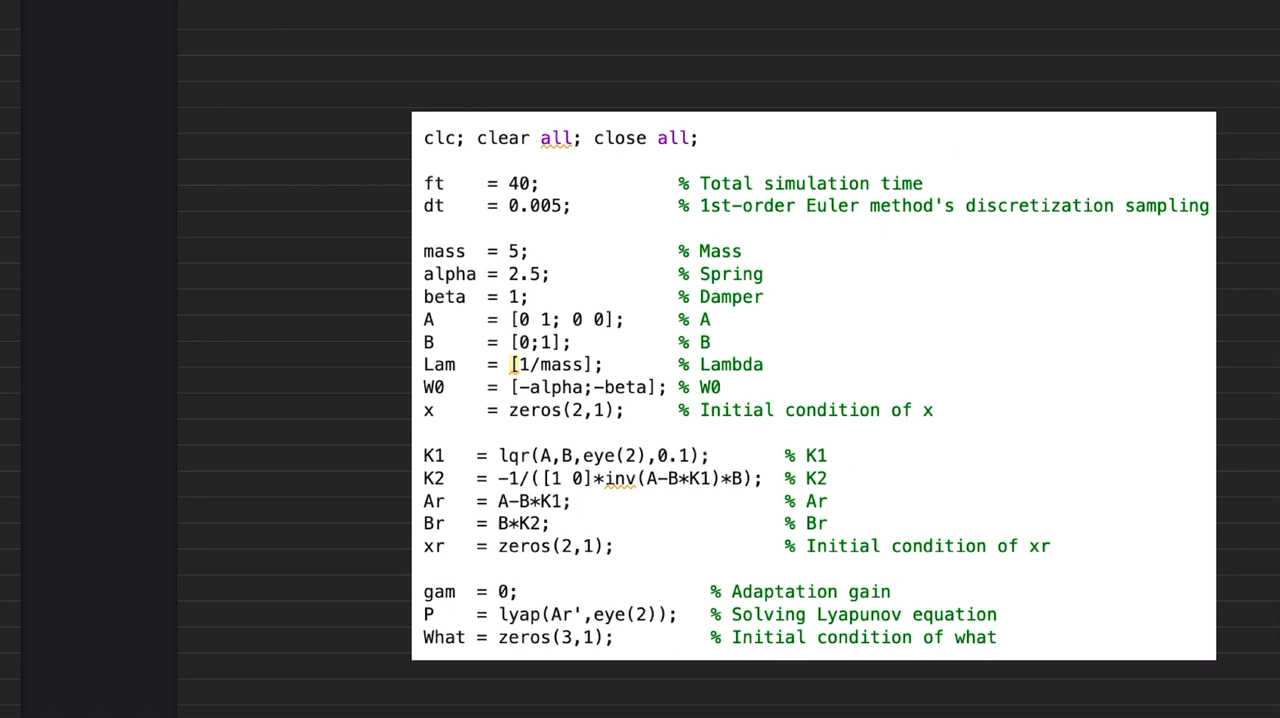 clc; clear all; close all;
ft = 40; % Total simulation time
dt = 0.005; % 1st-order Euler method's discretization sampling
mass = 5; % Mass
alpha = 2.5; % Spring
beta = 1; % Damper
A = [0 1; 0 0]; % A
B = [0;1]; % B
Lam = [1/mass]; % Lambda
W0 = [-alpha;-beta]; % W0
x = zeros(2,1); % Initial condition of x
K1 = lqr(A,B,eye(2),0.1); % K1
K2 = -1/([1 0]*inv(A-B*K1)*B); % K2
Ar = A-B*K1; % Ar
Br = B*K2; % Br
xr = zeros(2,1); % Initial condition of xr
gam = 0; % Adaptation gain
P = lyap(Ar',eye(2)); % Solving Lyapunov equation
What = zeros(3,1); % Initial condition of what